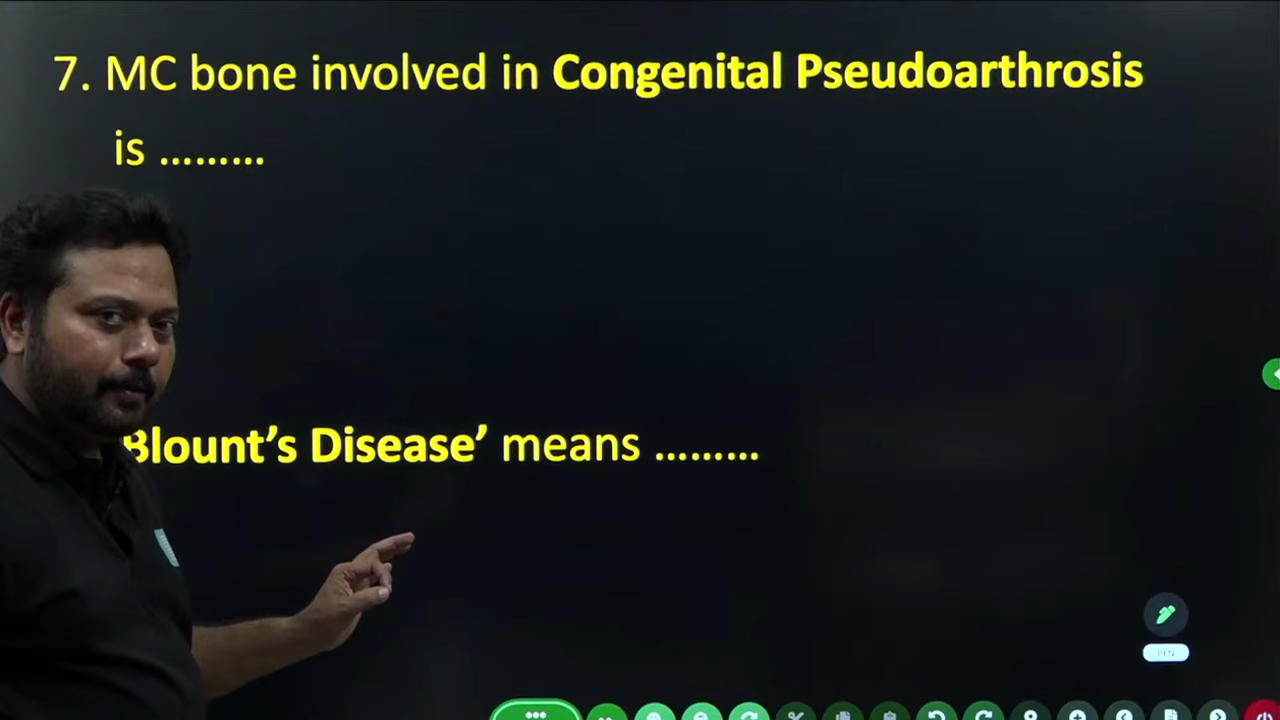 7. MC bone involved in Congenital Pseudoarthrosis
is .........
Blount’s Disease’ means .........